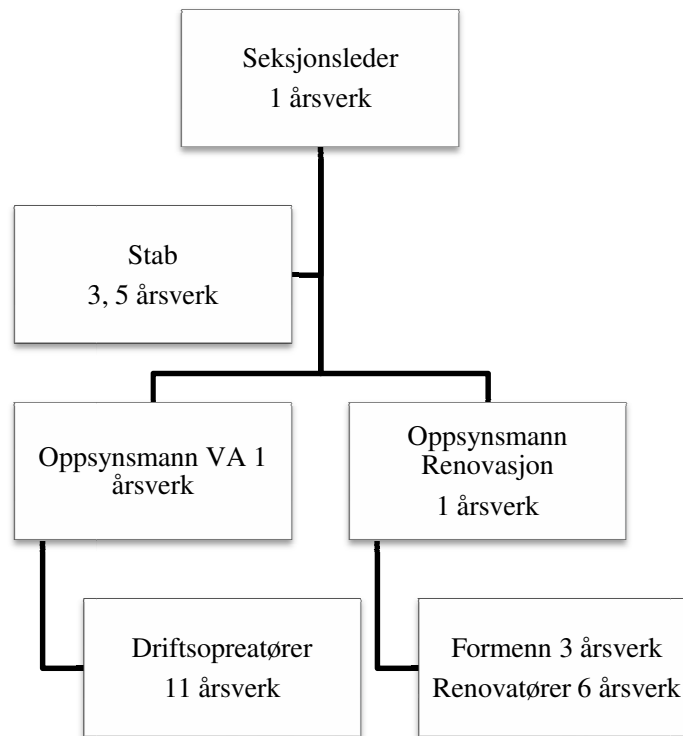 Seksjonsleder
1 årsverk
Stab
3, 5 årsverk
Oppsynsmann VA 1
årsverk
Oppsynsmann
Renovasjon
1 årsverk
Driftsopreatører
11 årsverk
Formenn 3 årsverk
Renovatører 6 årsverk